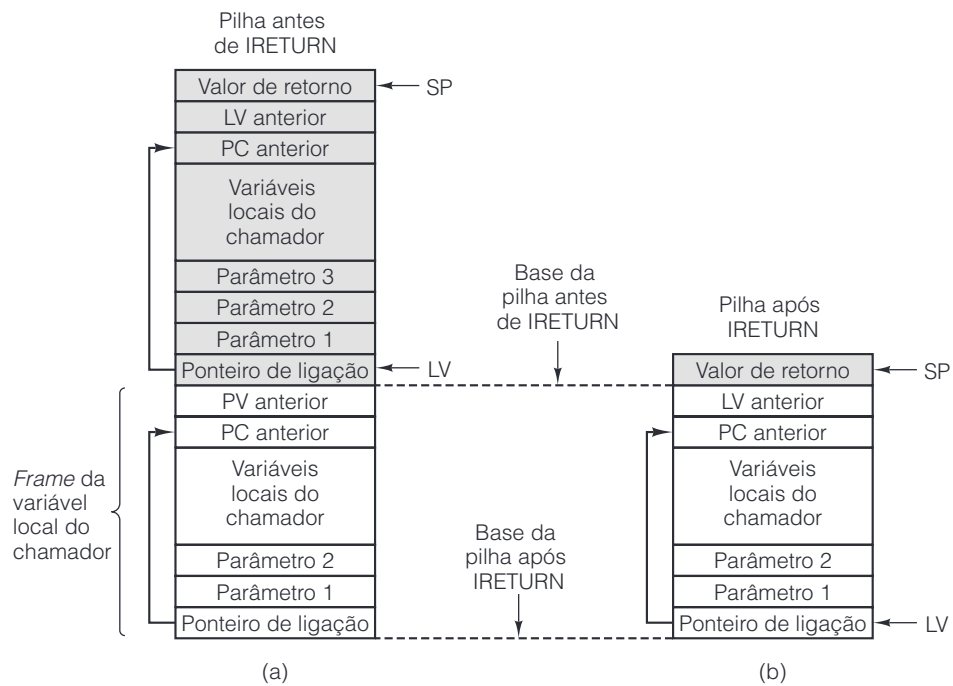 Pilha antes
de IRETURN
Valor de retorno
SP
LV anterior
PC anterior
Variáveis
locais do
chamador
Parâmetro 3
Parâmetro 2
Parâmetro 1
Ponteiro de ligação
LV
PV anterior
PC anterior
Variáveis
locais do
chamador
Parâmetro 2
Parâmetro 1
Ponteiro de ligação
Frame da
variável
local do
chamador
(a)
Base da
pilha antes
de IRETURN
Base da
pilha após
IRETURN
Pilha após
IRETURN
Valor de retorno
SP
LV anterior
PC anterior
Variáveis
locais do
chamador
Parâmetro 2
Parâmetro 1
Ponteiro de ligação
LV
(b)